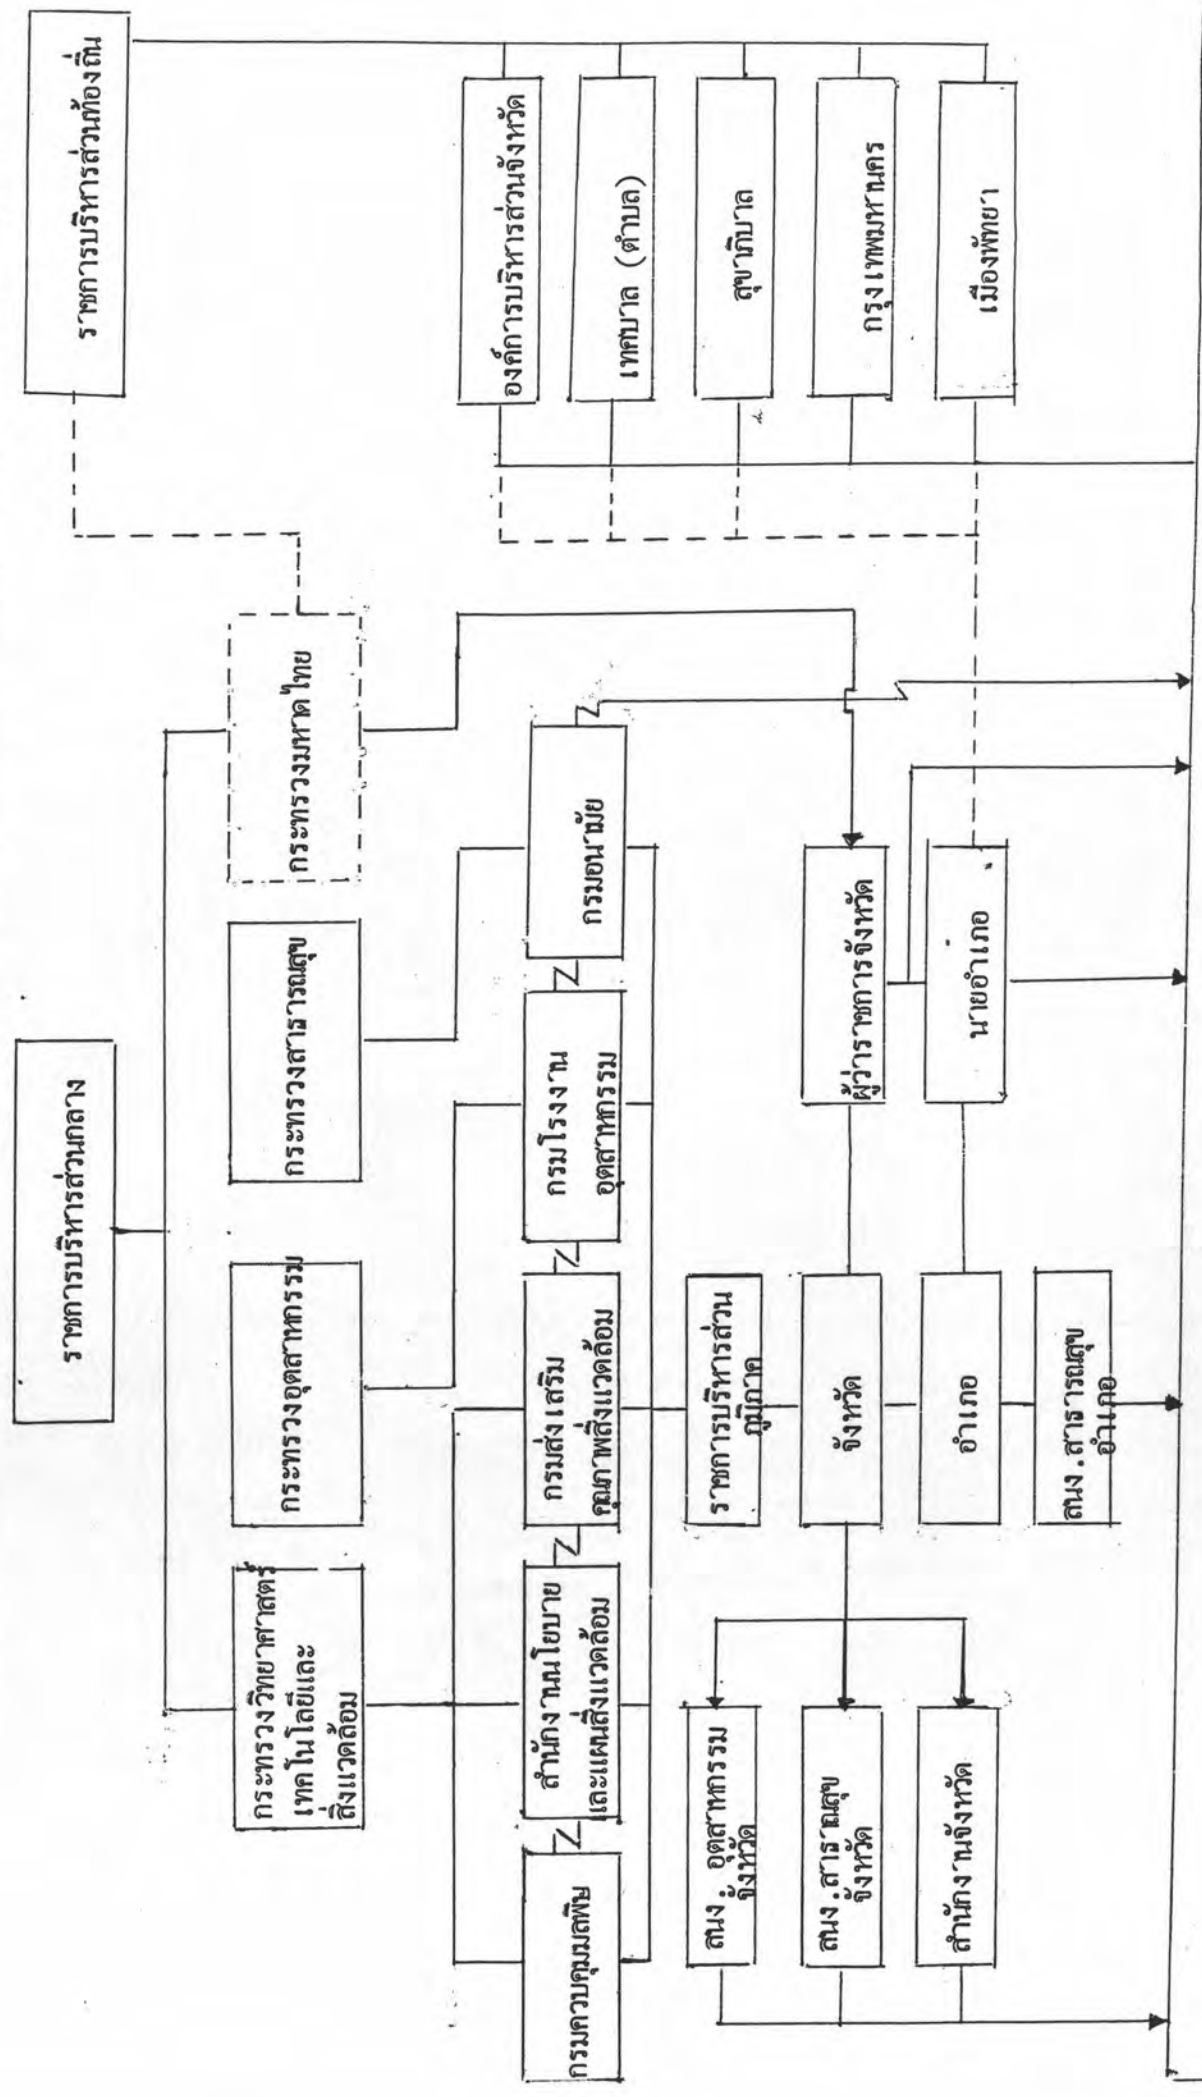 ราชการบริหารส่วนกลาง
ราชการบริหารส่วนท้องถิ่น
กระทรวงวิทยาศาสตร์
เทคโนโลยีและ
สิ่งแวดล้อม
กระทรวงอุตสาหกรรม
กระทรวงสาธารณสุข
กระทรวงมหาดไทย
กรมควบคุมมลพิษ
สำนักงานนโยบาย
และแผนสิ่งแวดล้อม
กรมส่งเสริม
คุณภาพสิ่งแวดล้อม
กรมโรงงาน
อุตสาหกรรม
กรมอนามัย
องค์การบริหารส่วนจังหวัด
เทศบาล (ตำบล)
สุขาภิบาล
กรุงเทพมหานคร
เมืองพัทยา
ราชการบริหารส่วน
ภูมิภาค
จังหวัด
ผู้ว่าราชการจังหวัด
อำเภอ
นายอำเภอ
สนง.สาธารณสุข
อำเภอ
สนง. อุตสาหกรรม
จังหวัด
สนง.สาธารณสุข
จังหวัด
สำนักงานจังหวัด